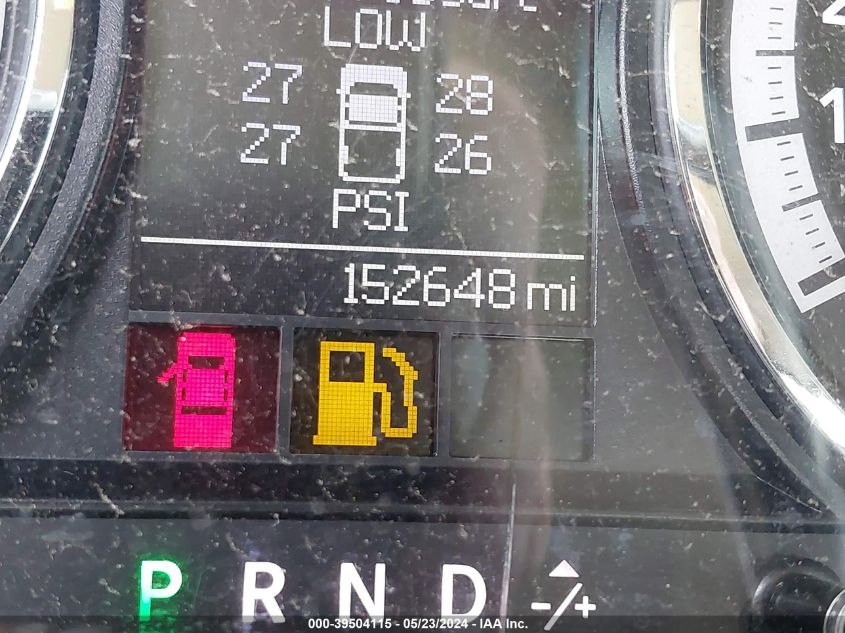 LOW
27 28
27 26
PSI
152648 mi
P R N D -/+
000-39504115 - 05/23/2024 - IAA Inc.